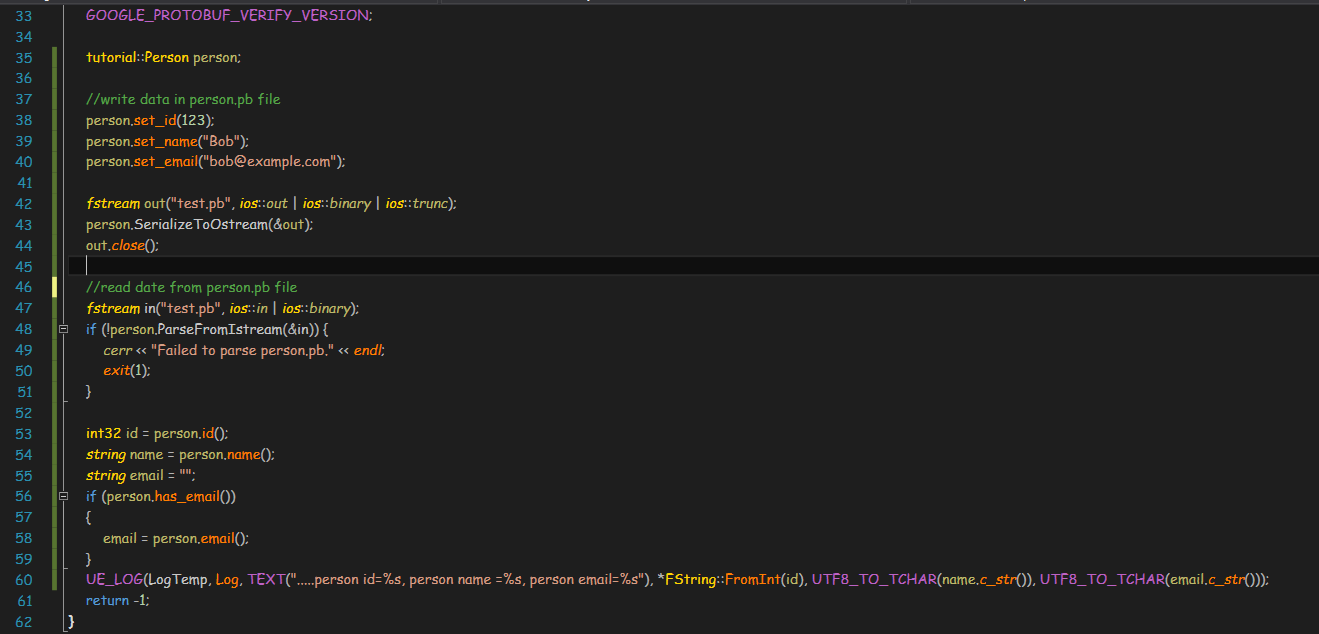 33 GOOGLE_PROTOBUF_VERIFY_VERSION;
34
35 tutorial::Person person;
36
37 //write data in person.pb file
38 person.set_id(123);
39 person.set_name("Bob");
40 person.set_email("bob@example.com");
41
42 fstream out("test.pb", ios::out | ios::binary | ios::trunc);
43 person.SerializeToOstream(&out);
44 out.close();
45
46 //read date from person.pb file
47 fstream in("test.pb", ios::in | ios::binary);
48 if (!person.ParseFromIstream(&in)) {
49 cerr << "Failed to parse person.pb." << endl;
50 exit(1);
51 }
52
53 int32 id = person.id();
54 string name = person.name();
55 string email = "";
56 if (person.has_email())
57 {
58 email = person.email();
59 }
60 UE_LOG(LogTemp, Log, TEXT(".....person id=%s, person name =%s, person email=%s"), *FString::FromInt(id), UTF8_TO_TCHAR(name.c_str()), UTF8_TO_TCHAR(email.c_str()));
61 return -1;
62 }